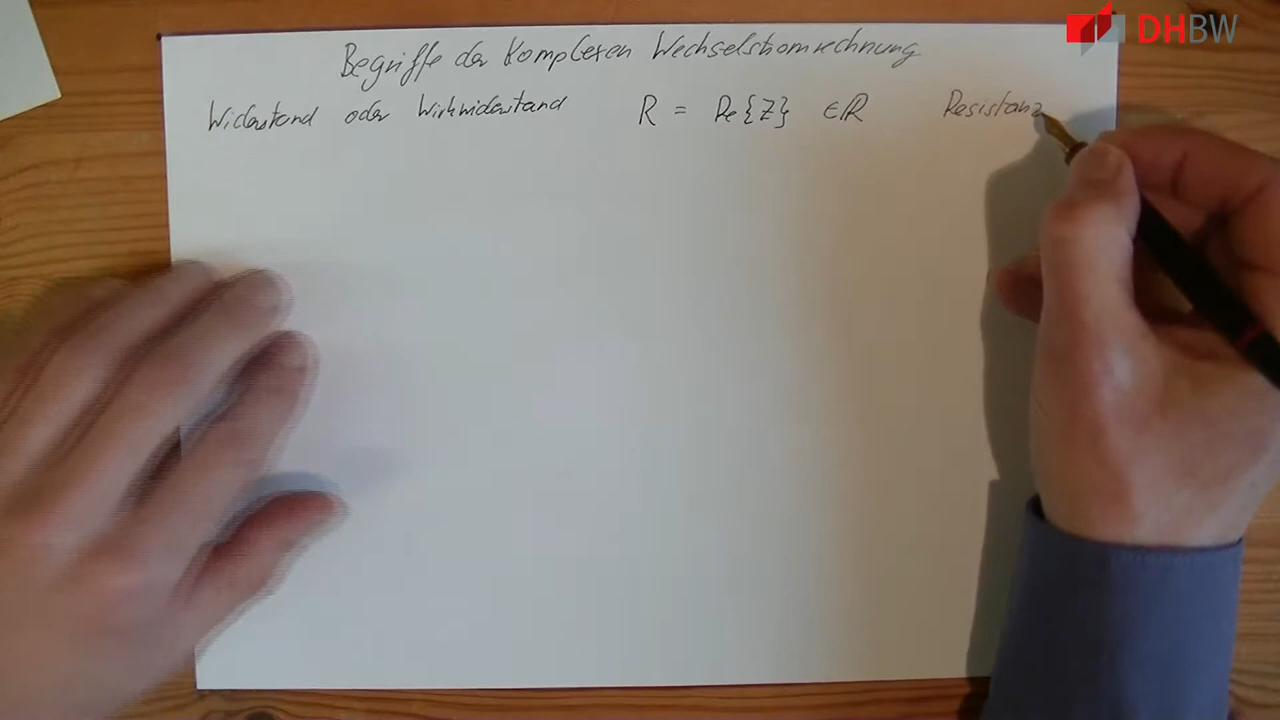 DHBW
Begriffe der komplexen Wechselstromrechnung
Widerstand oder Wirkwiderstand R = Re{Z} ∈ℝ Resistanz